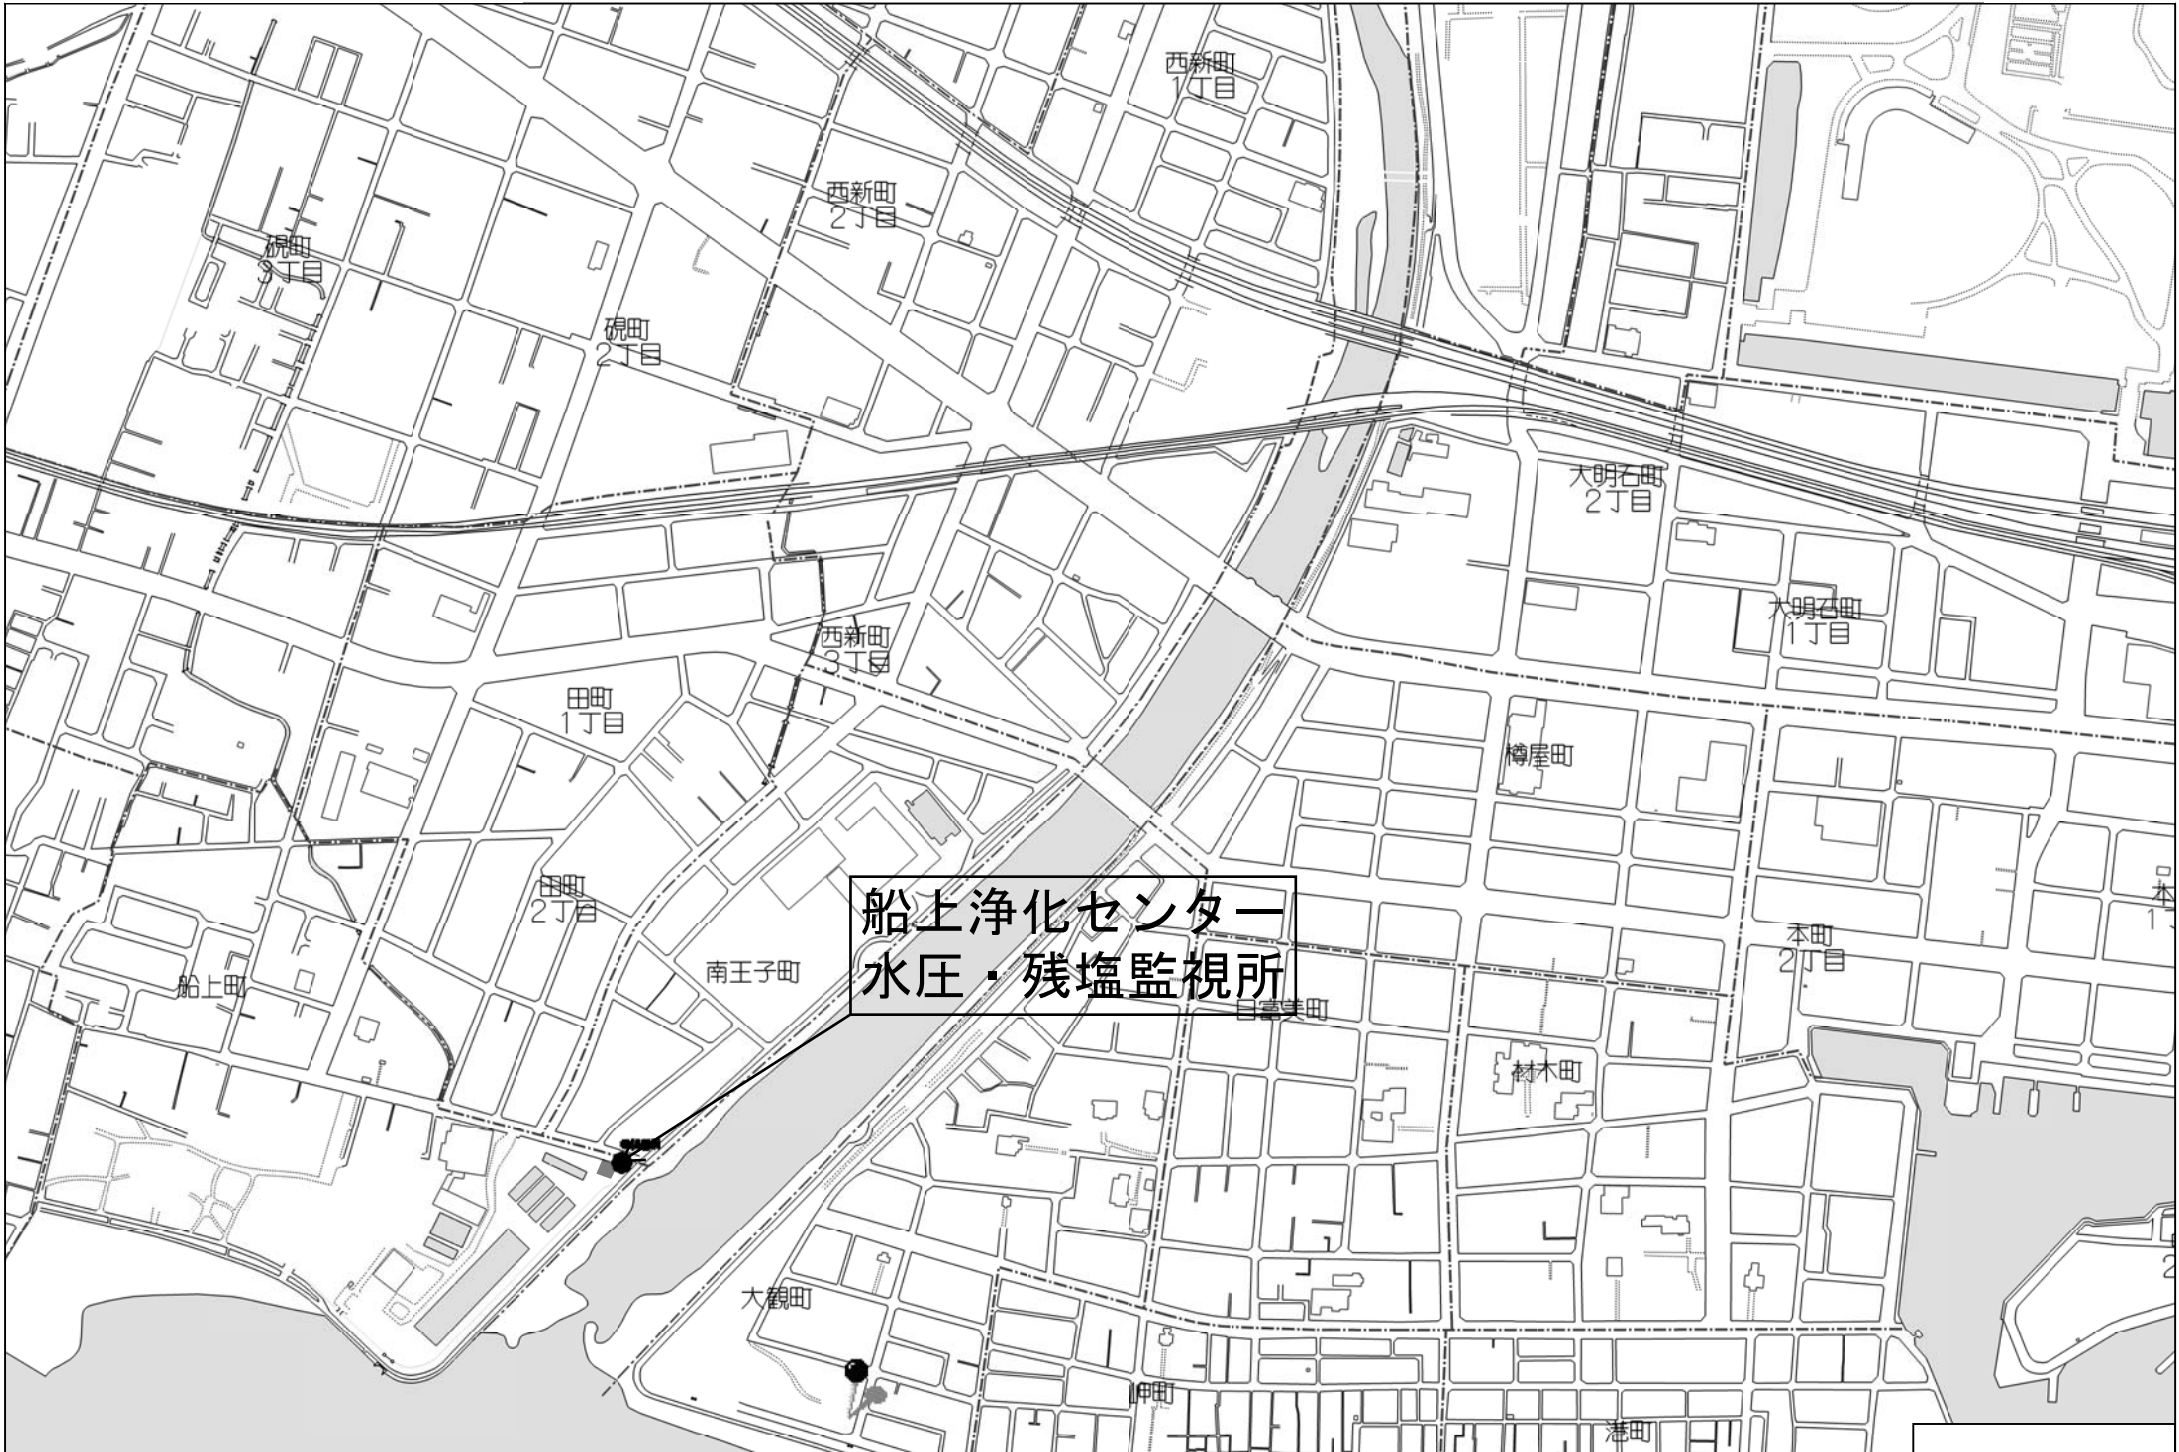 西新町
1丁目
西新町
2丁目
硯町
3丁目
硯町
2丁目
大明石町
2丁目
大明石町
1丁目
西新町
3丁目
田町
1丁目
樽屋町
田町
2丁目
船上浄化センター
水圧・残塩監視所
本町
2丁目
南王子町
船上町
日富美町
材木町
大観町
岬町
港町